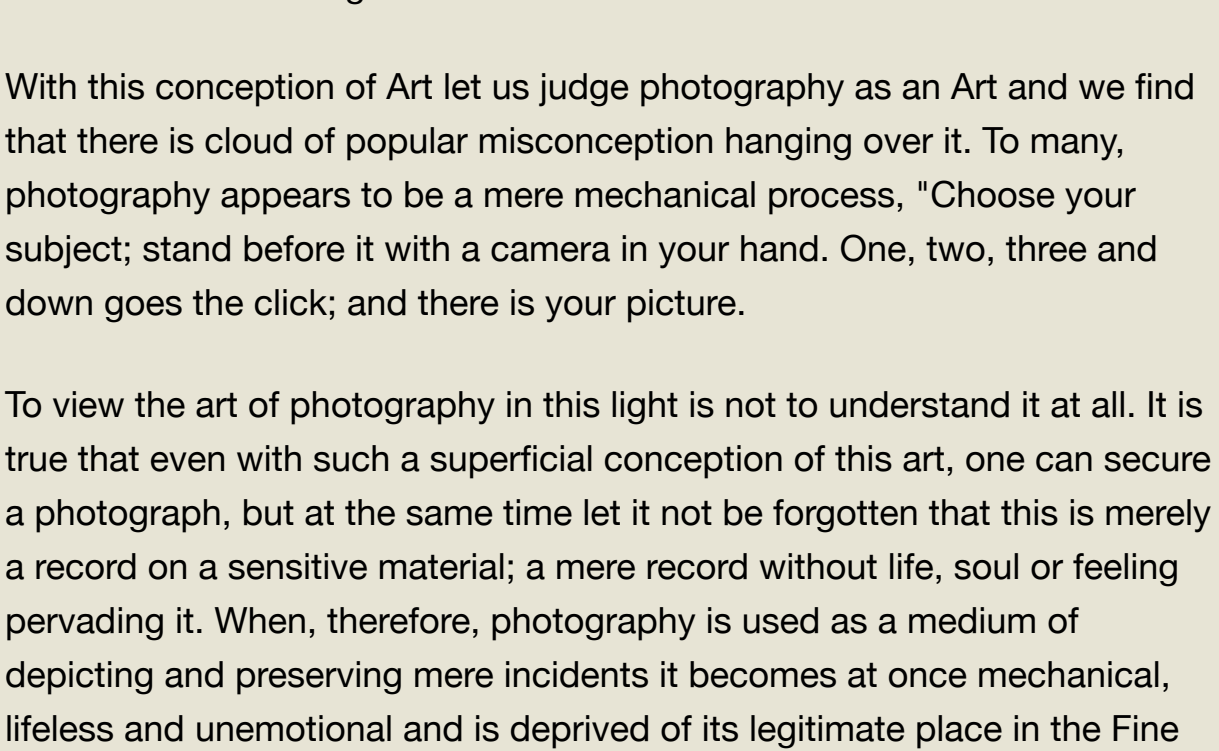 With this conception of Art let us judge photography as an Art and we find
that there is cloud of popular misconception hanging over it. To many,
photography appears to be a mere mechanical process, "Choose your
subject; stand before it with a camera in your hand. One, two, three and
down goes the click; and there is your picture.
To view the art of photography in this light is not to understand it at all. It is
true that even with such a superficial conception of this art, one can secure
a photograph, but at the same time let it not be forgotten that this is merely
a record on a sensitive material; a mere record without life, soul or feeling
pervading it. When, therefore, photography is used as a medium of
depicting and preserving mere incidents it becomes at once mechanical,
lifeless and unemotional and is deprived of its legitimate place in the Fine